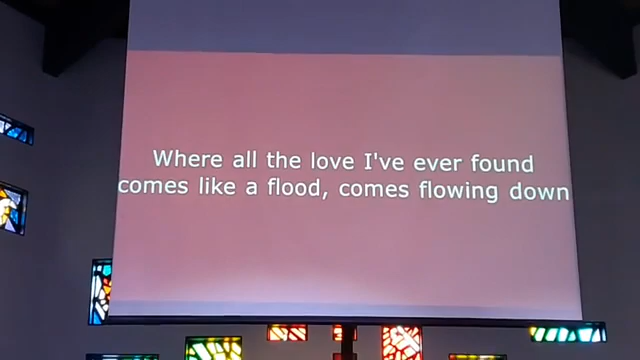 Where all the love I've ever found
comes like a flood, comes flowing down